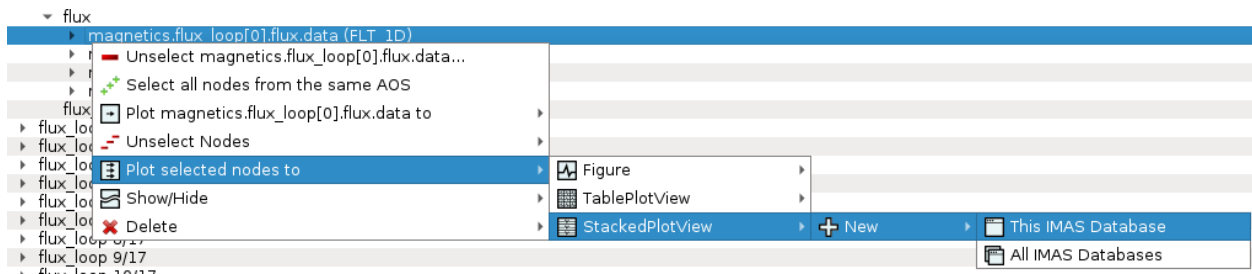 flux
magnetics.flux_loop[0].flux.data (FLT_1D)
Unselect magnetics.flux_loop[0].flux.data...
Select all nodes from the same AOS
Plot magnetics.flux_loop[0].flux.data to
Unselect Nodes
Plot selected nodes to
Figure
Show/Hide
TablePlotView
Delete
StackedPlotView
New
This IMAS Database
All IMAS Databases
flux_loop 9/17